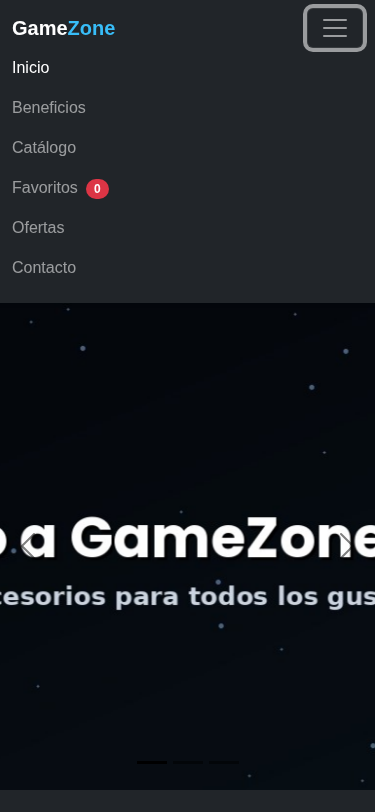 GameZone
Inicio
Beneficios
Catálogo
Favoritos 0
Ofertas
Contacto
o a GameZone
cesorios para todos los gus